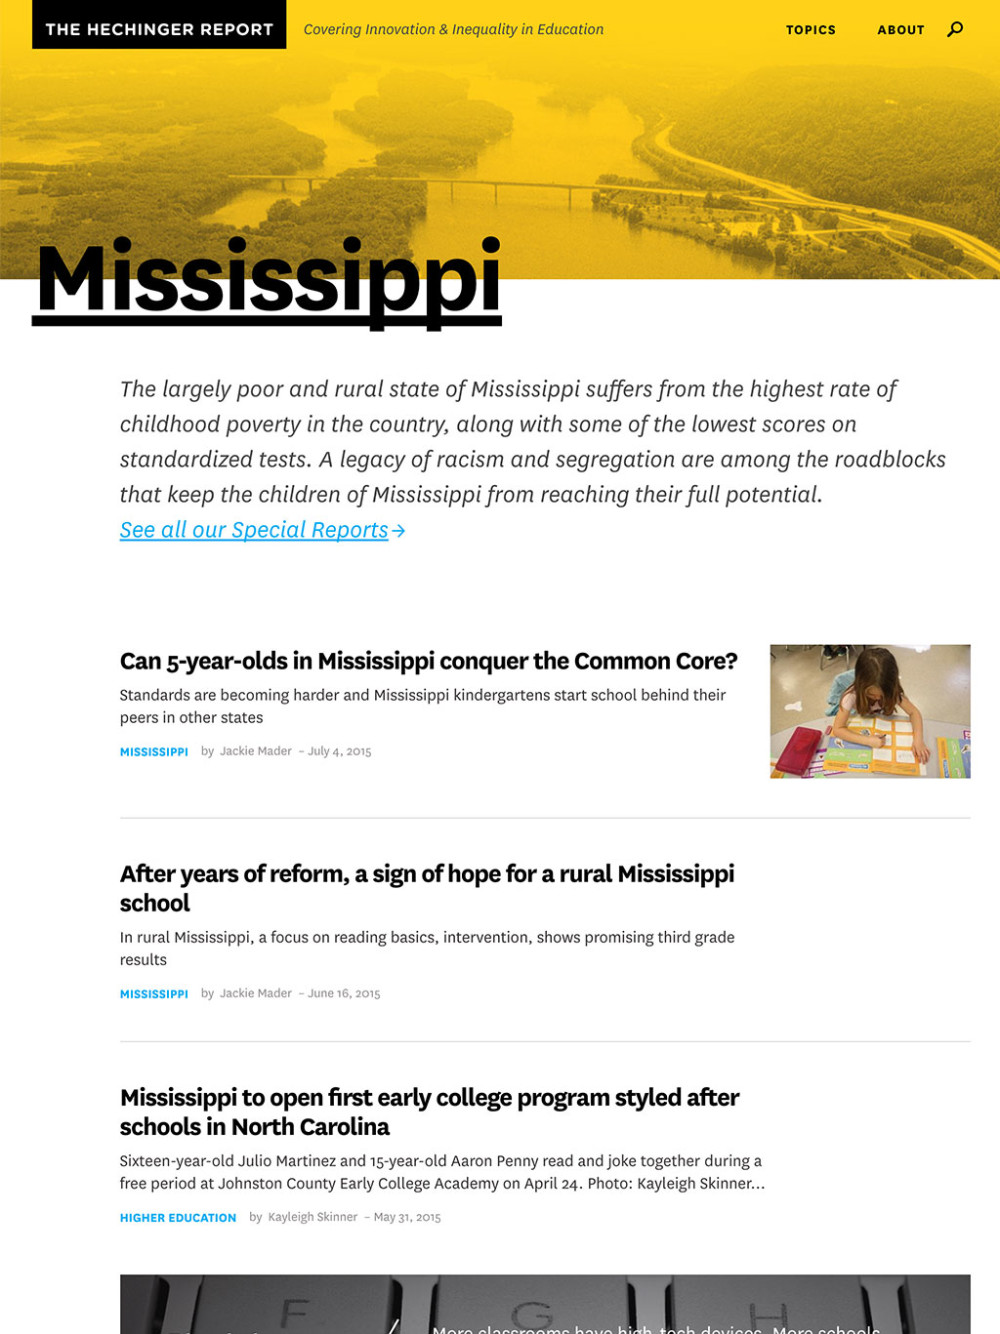 THE HECHINGER REPORT
Covering Innovation & Inequality in Education
TOPICS
ABOUT
Mississippi
The largely poor and rural state of Mississippi suffers from the highest rate of
childhood poverty in the country, along with some of the lowest scores on
standardized tests. A legacy of racism and segregation are among the roadblocks
that keep the children of Mississippi from reaching their full potential.
See all our Special Reports→
Can 5-year-olds in Mississippi conquer the Common Core?
Standards are becoming harder and Mississippi kindergartens start school behind their
peers in other states
MISSISSIPPI by Jackie Mader – July 4, 2015
After years of reform, a sign of hope for a rural Mississippi
school
In rural Mississippi, a focus on reading basics, intervention, shows promising third grade
results
MISSISSIPPI by Jackie Mader – June 16, 2015
Mississippi to open first early college program styled after
schools in North Carolina
Sixteen-year-old Julio Martinez and 15-year-old Aaron Penny read and joke together during a
free period at Johnston County Early College Academy on April 24. Photo: Kayleigh Skinner...
HIGHER EDUCATION by Kayleigh Skinner – May 31, 2015
F G H
More classrooms have high-tech devices. More schools